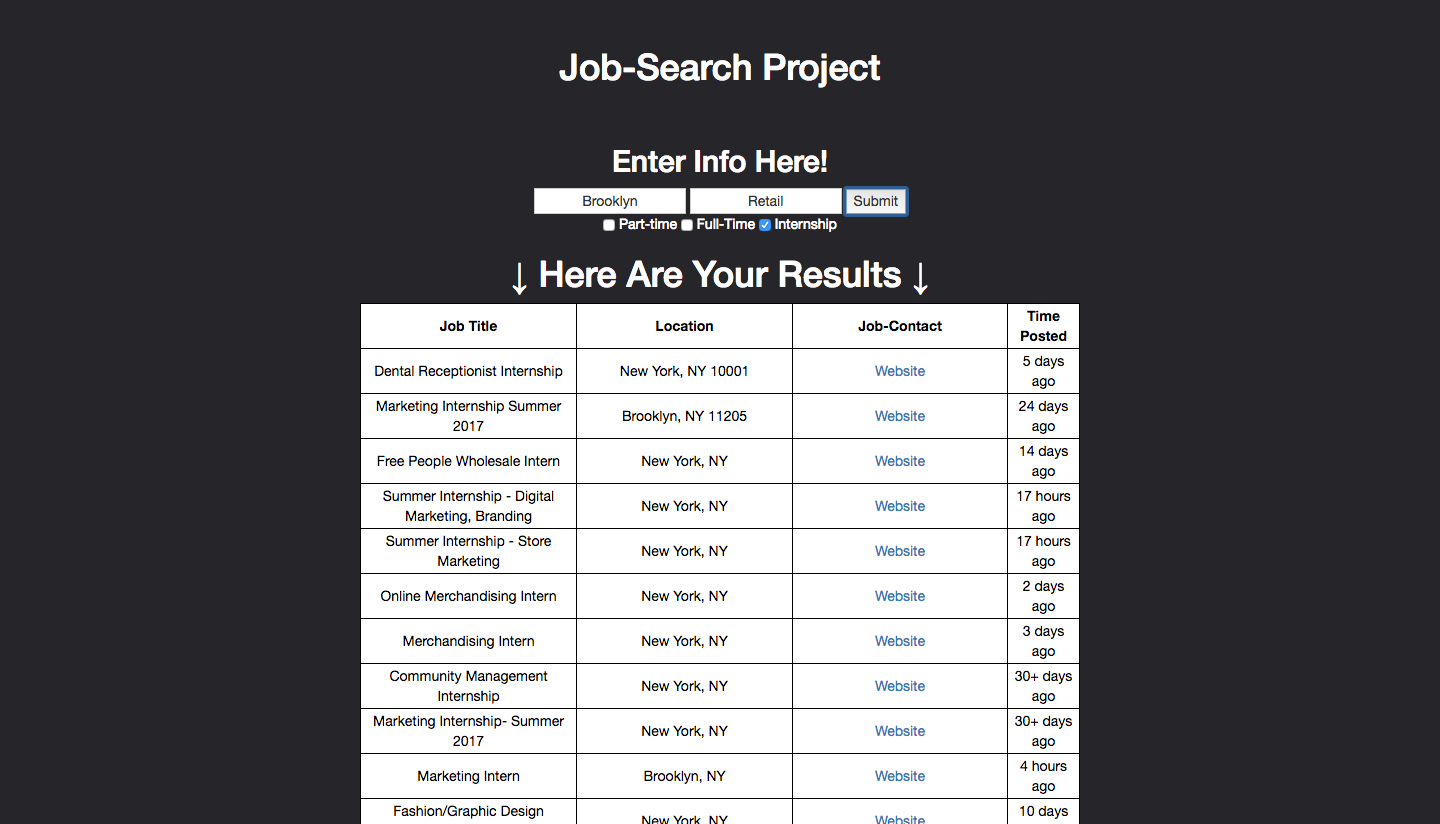 Job-Search Project
Enter Info Here!
Brooklyn Retail Submit
Part-time Full-Time Internship
↓ Here Are Your Results ↓
Job Title Location Job-Contact Time
Posted
Dental Receptionist Internship New York, NY 10001 Website 5 days
ago
Marketing Internship Summer
2017 Brooklyn, NY 11205 Website 24 days
ago
Free People Wholesale Intern New York, NY Website 14 days
ago
Summer Internship - Digital
Marketing, Branding New York, NY Website 17 hours
ago
Summer Internship - Store
Marketing New York, NY Website 17 hours
ago
Online Merchandising Intern New York, NY Website 2 days
ago
Merchandising Intern New York, NY Website 3 days
ago
Community Management
Internship New York, NY Website 30+ days
ago
Marketing Internship- Summer
2017 New York, NY Website 30+ days
ago
Marketing Intern Brooklyn, NY Website 4 hours
ago
Fashion/Graphic Design New York, NY Website 10 days